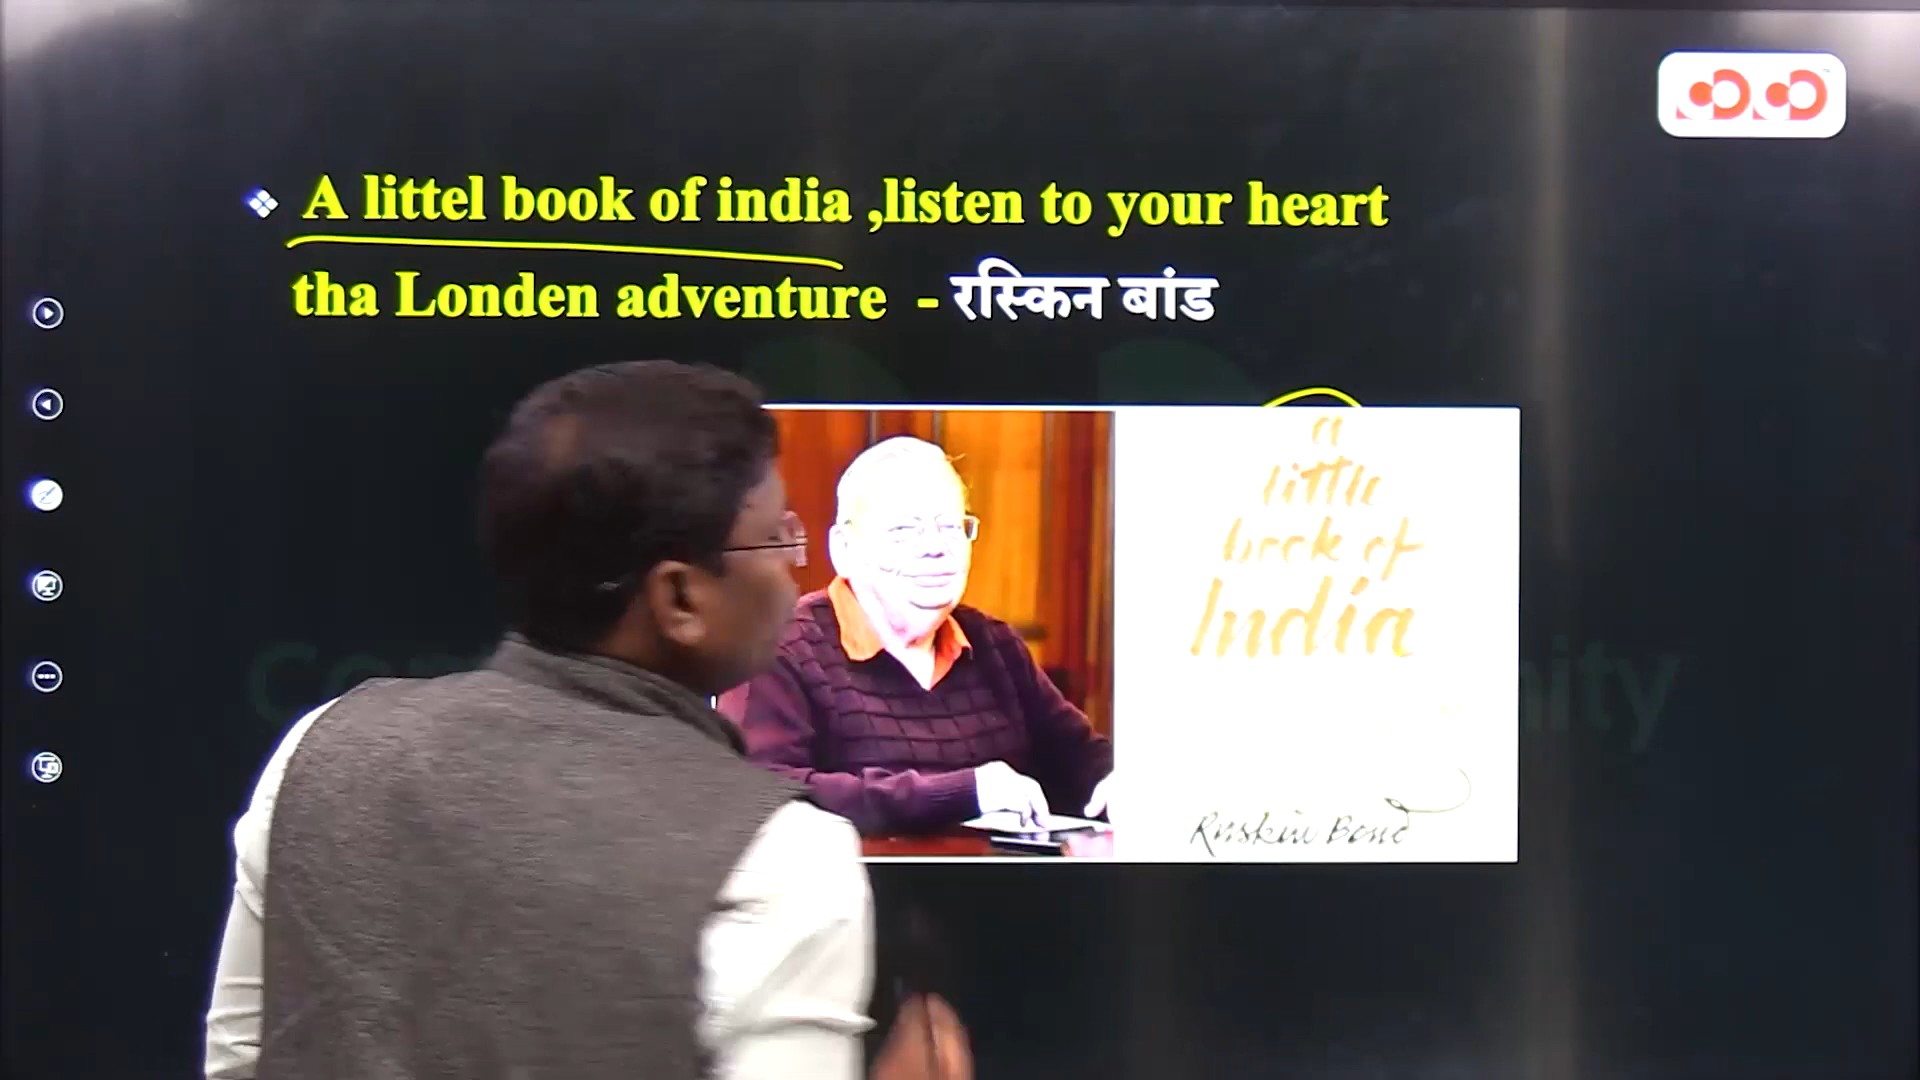 A littel book of india ,listen to your heart
tha Londen adventure - रस्किन बांड
a
little
book of
India
Ruskin Bond